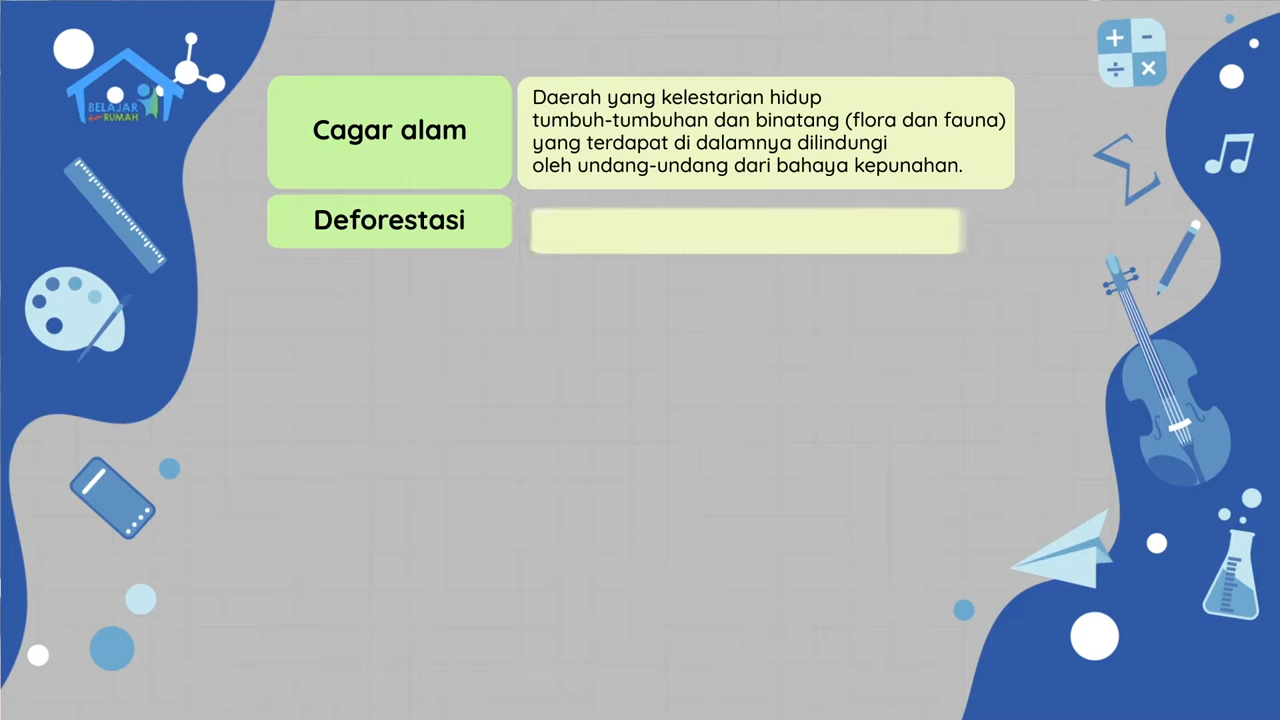 BELAJAR
dari RUMAH
Cagar alam
Daerah yang kelestarian hidup
tumbuh-tumbuhan dan binatang (flora dan fauna)
yang terdapat di dalamnya dilindungi
oleh undang-undang dari bahaya kepunahan.
Deforestasi